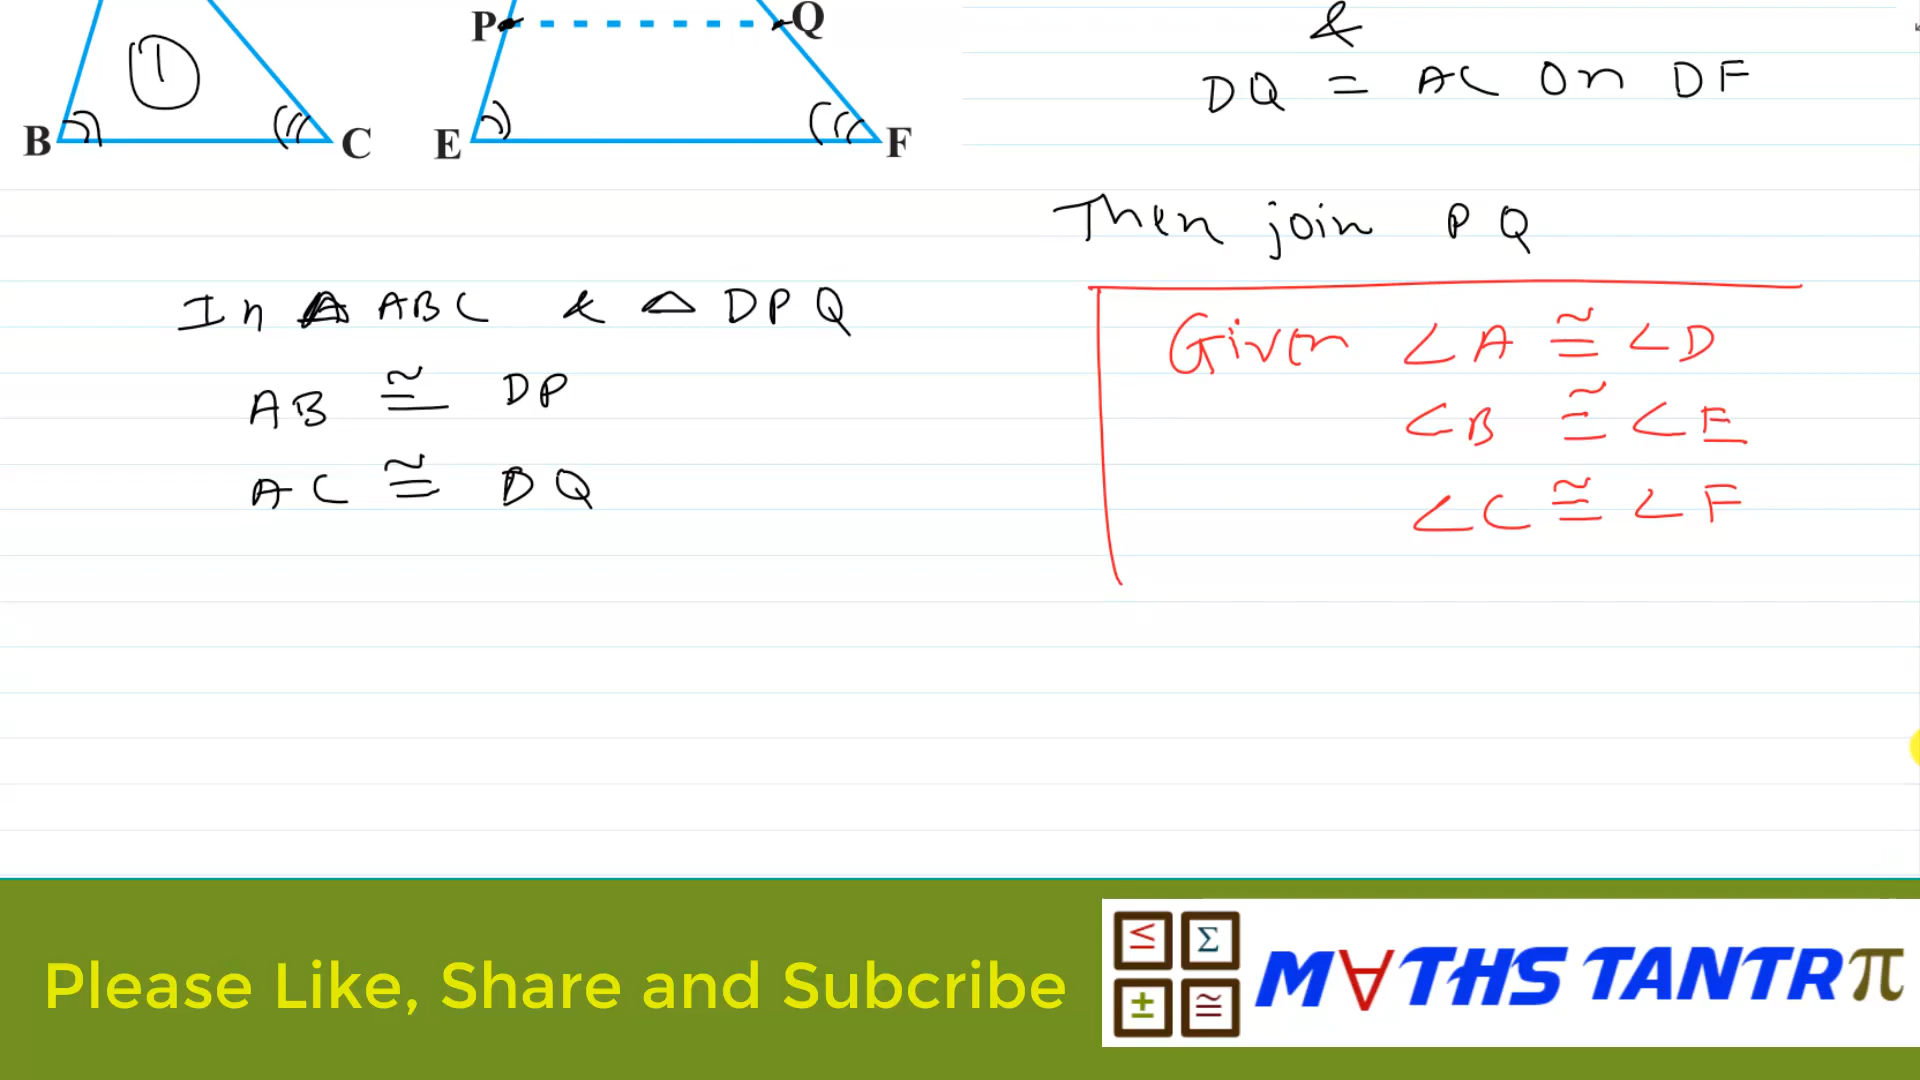 P Q
1
B C E F
&
DQ = AC On DF
Then join PQ
In △ ABC & △ DPQ
AB ≅ DP
AC ≅ DQ
Given ∠A ≅ ∠D
∠B ≅ ∠E
∠C ≅ ∠F
Please Like, Share and Subcribe
≤ Σ
± ≅
M∀THS TANTRπ